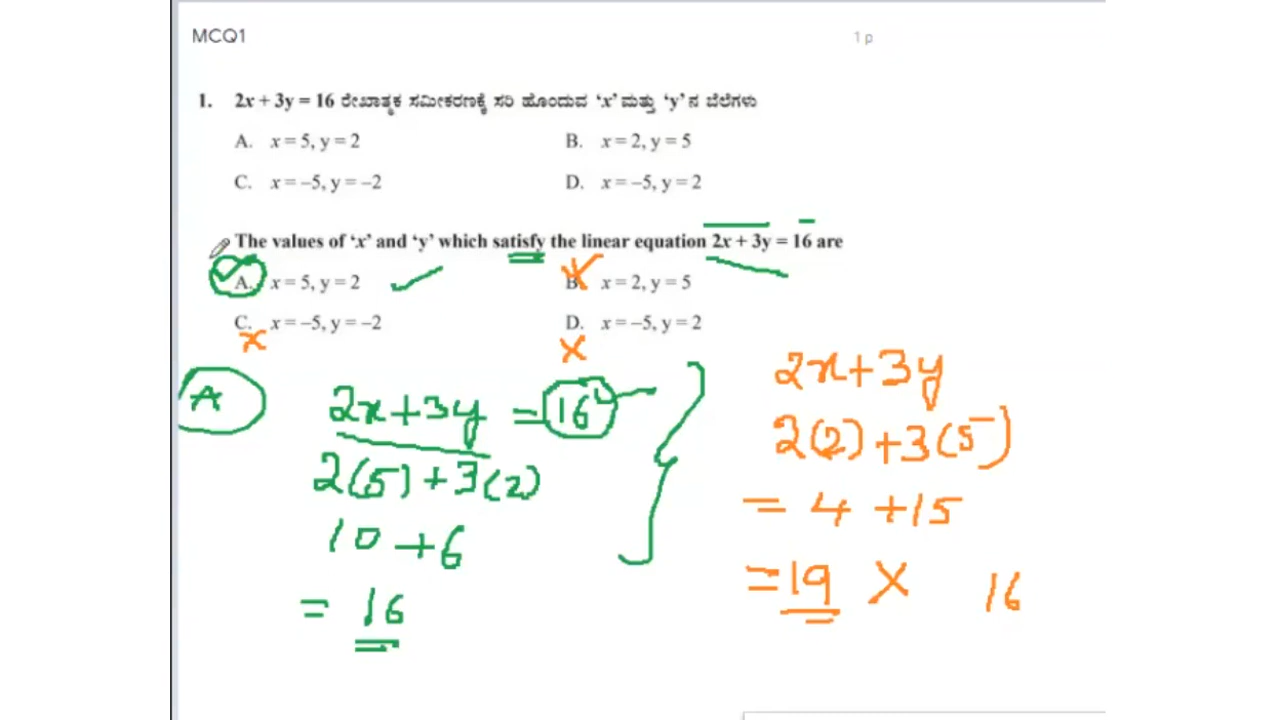 MCQ1
1 p
1. 2x + 3y = 16 ರೇಖಾತ್ಮಕ ಸಮೀಕರಣಕ್ಕೆ ಸರಿ ಹೊಂದುವ ‘x’ ಮತ್ತು ‘y’ ನ ಬೆಲೆಗಳು
A. x = 5, y = 2 B. x = 2, y = 5
C. x = –5, y = –2 D. x = –5, y = 2
The values of ‘x’ and ‘y’ which satisfy the linear equation 2x + 3y = 16 are
A. x = 5, y = 2 B. x = 2, y = 5
C. x = –5, y = –2 D. x = –5, y = 2
A
2x+3y = 16
2(5)+3(2)
10 +6
= 16
2x+3y
2(2)+3(5)
= 4 +15
= 19 X 16